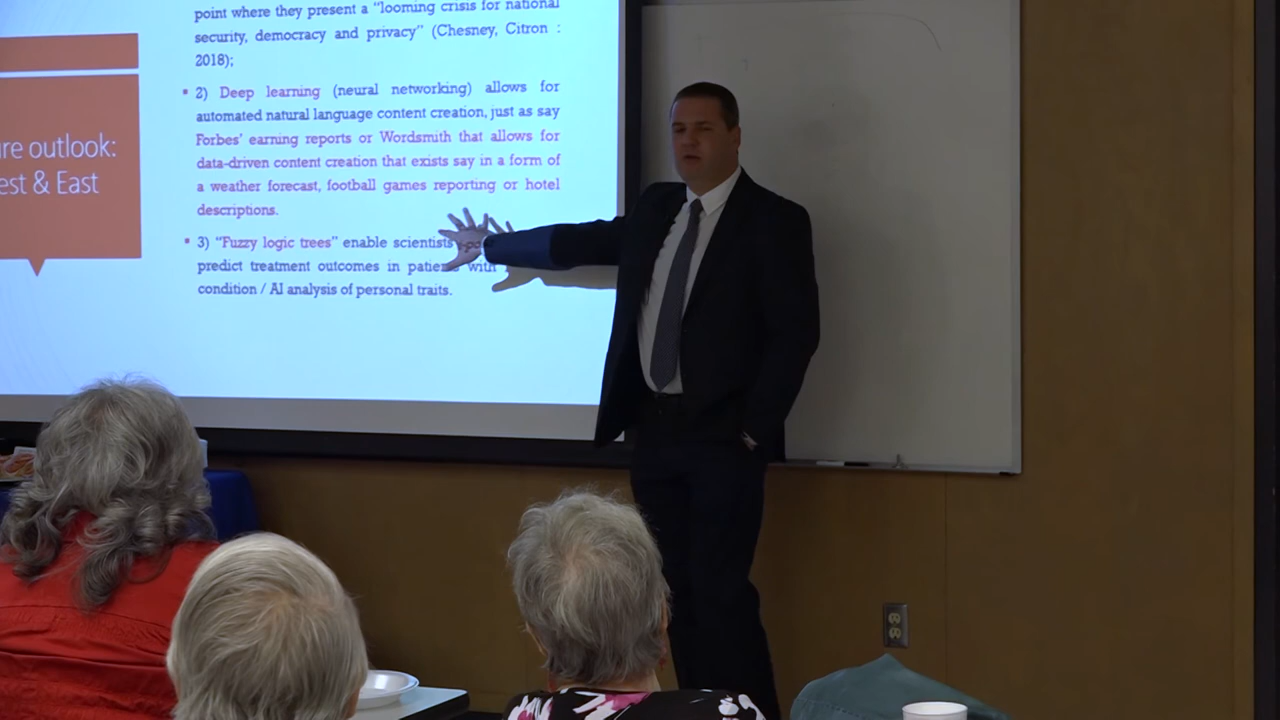 point where they present a "looming crisis for national
security, democracy and privacy" (Chesney, Citron :
2018);
2) Deep learning (neural networking) allows for
automated natural language content creation, just as say
Forbes' earning reports or Wordsmith that allows for
data-driven content creation that exists say in a form of
a weather forecast, football games reporting or hotel
descriptions.
3) "Fuzzy logic trees" enable scientists
predict treatment outcomes in with
condition / AI analysis of personal traits.
outlook:
& East